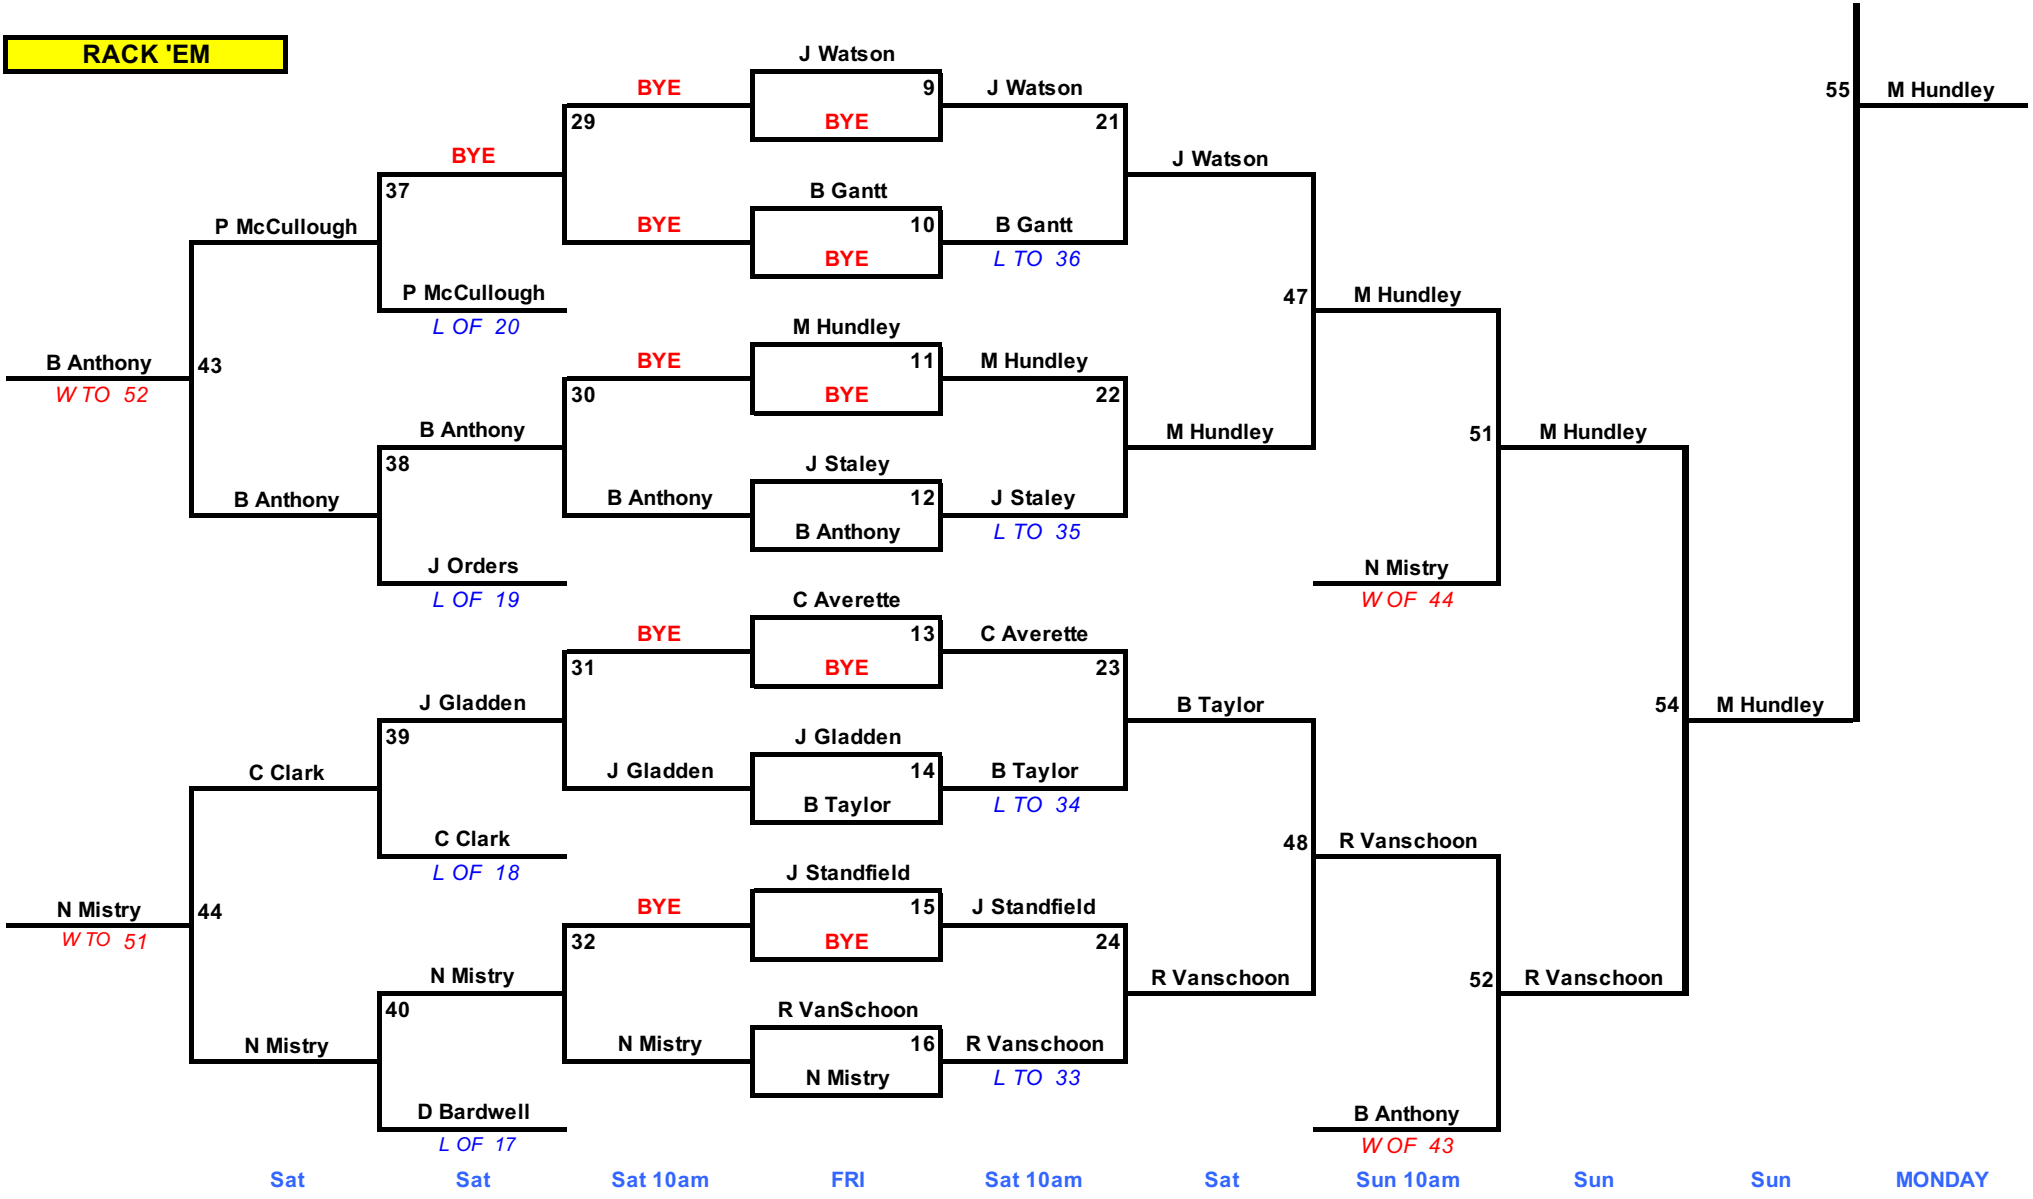 RACK 'EM
J Watson
BYE 9 J Watson 55 M Hundley
29 BYE 21
BYE J Watson
37 B Gantt
P McCullough BYE 10 B Gantt
BYE L TO 36
P McCullough 47 M Hundley
L OF 20 M Hundley
B Anthony 43 BYE 11 M Hundley
W TO 52 30 BYE 22
B Anthony M Hundley 51 M Hundley
38 J Staley
B Anthony B Anthony 12 J Staley
B Anthony L TO 35
J Orders N Mistry
L OF 19 C Averette W OF 44
BYE 13 C Averette
31 BYE 23
J Gladden B Taylor 54 M Hundley
39 J Gladden
C Clark J Gladden 14 B Taylor
B Taylor L TO 34
C Clark 48 R Vanschoon
L OF 18 J Standfield
N Mistry 44 BYE 15 J Standfield
W TO 51 32 BYE 24
N Mistry R Vanschoon 52 R Vanschoon
40 R VanSchoon
N Mistry N Mistry 16 R Vanschoon
N Mistry L TO 33
D Bardwell B Anthony
L OF 17 W OF 43
Sat Sat Sat 10am FRI Sat 10am Sat Sun 10am Sun Sun MONDAY